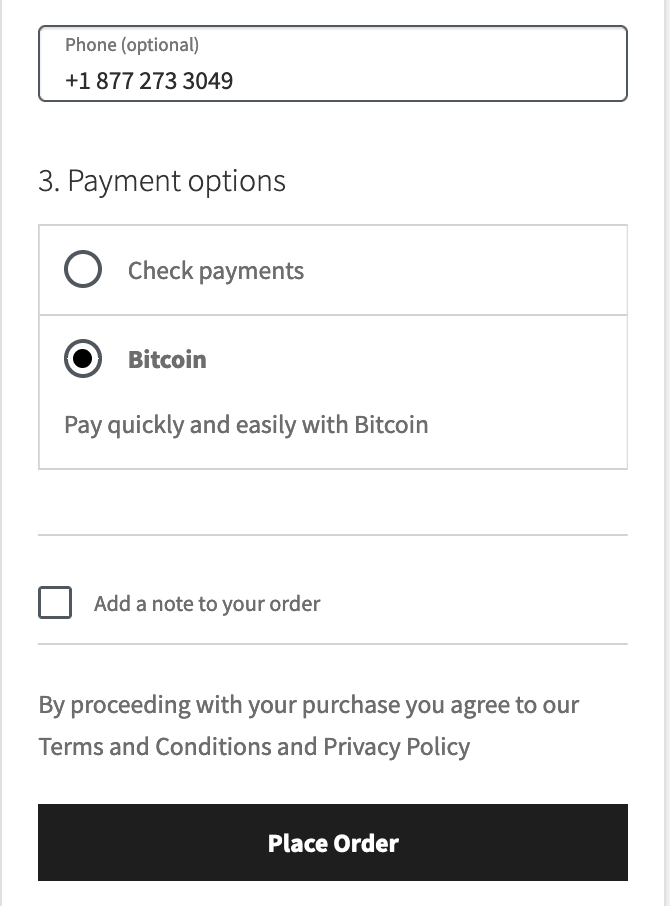 Phone (optional)
+1 877 273 3049
3. Payment options
Check payments
Bitcoin
Pay quickly and easily with Bitcoin
Add a note to your order
By proceeding with your purchase you agree to our
Terms and Conditions and Privacy Policy
Place Order